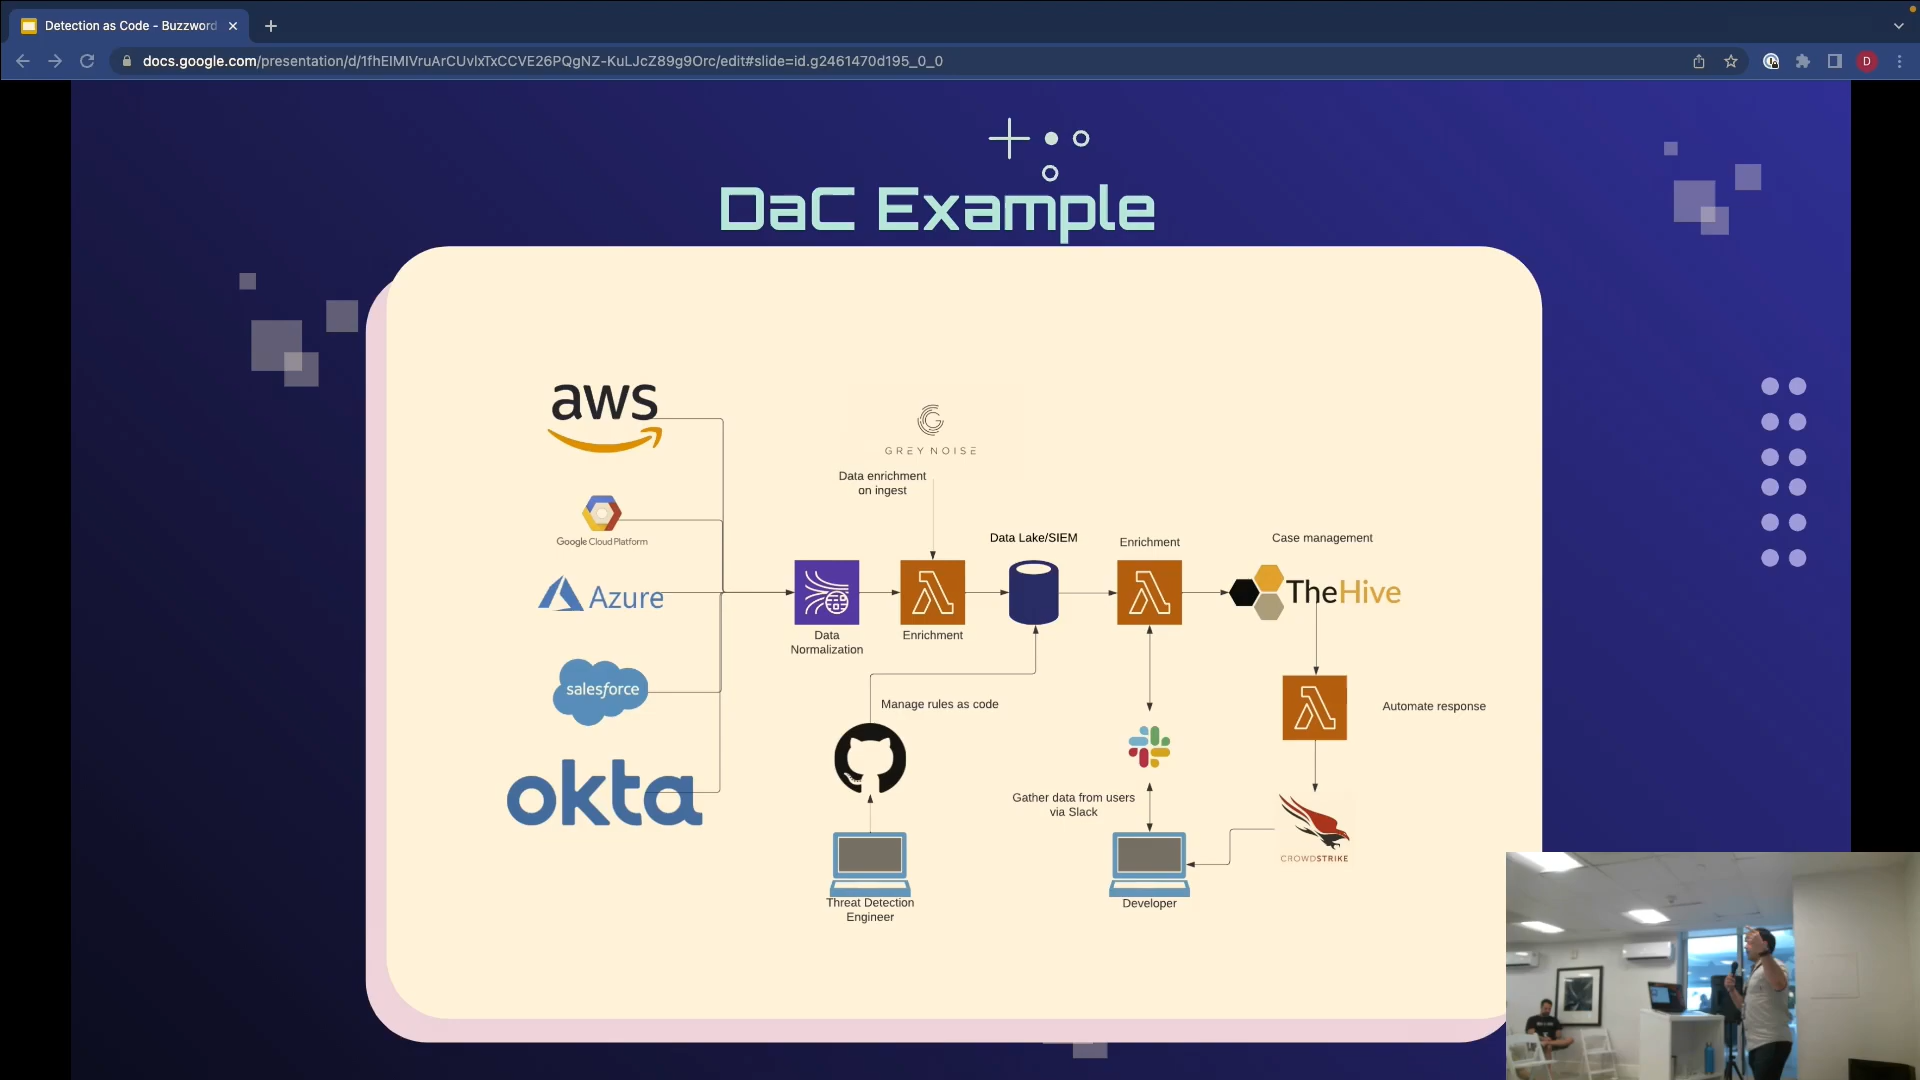 Detection as Code - Buzzword
docs.google.com/presentation/d/1fhEIMIVruArCUvlxTxCCVE26PQgNZ-KuLJcZ89g9Orc/edit#slide=id.g2461470d195_0_0
D
DaC Example
aws
GREY NOISE
Data enrichment
on ingest
Google Cloud Platform
Data Lake/SIEM
Enrichment
Case management
Azure
TheHive
Data
Normalization
Enrichment
salesforce
Manage rules as code
Automate response
okta
Gather data from users
via Slack
CROWDSTRIKE
Threat Detection
Engineer
Developer